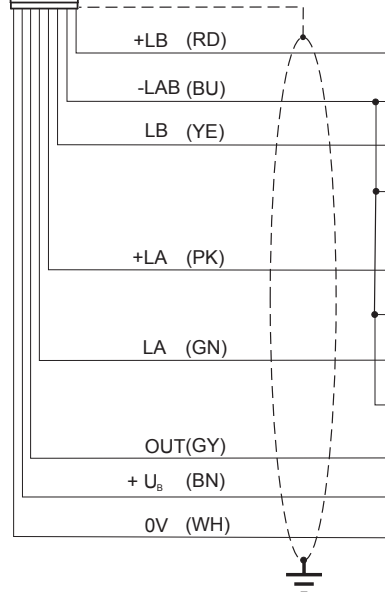 +LB (RD)
-LAB (BU)
LB (YE)
+LA (PK)
LA (GN)
OUT(GY)
+ U_B (BN)
0V (WH)